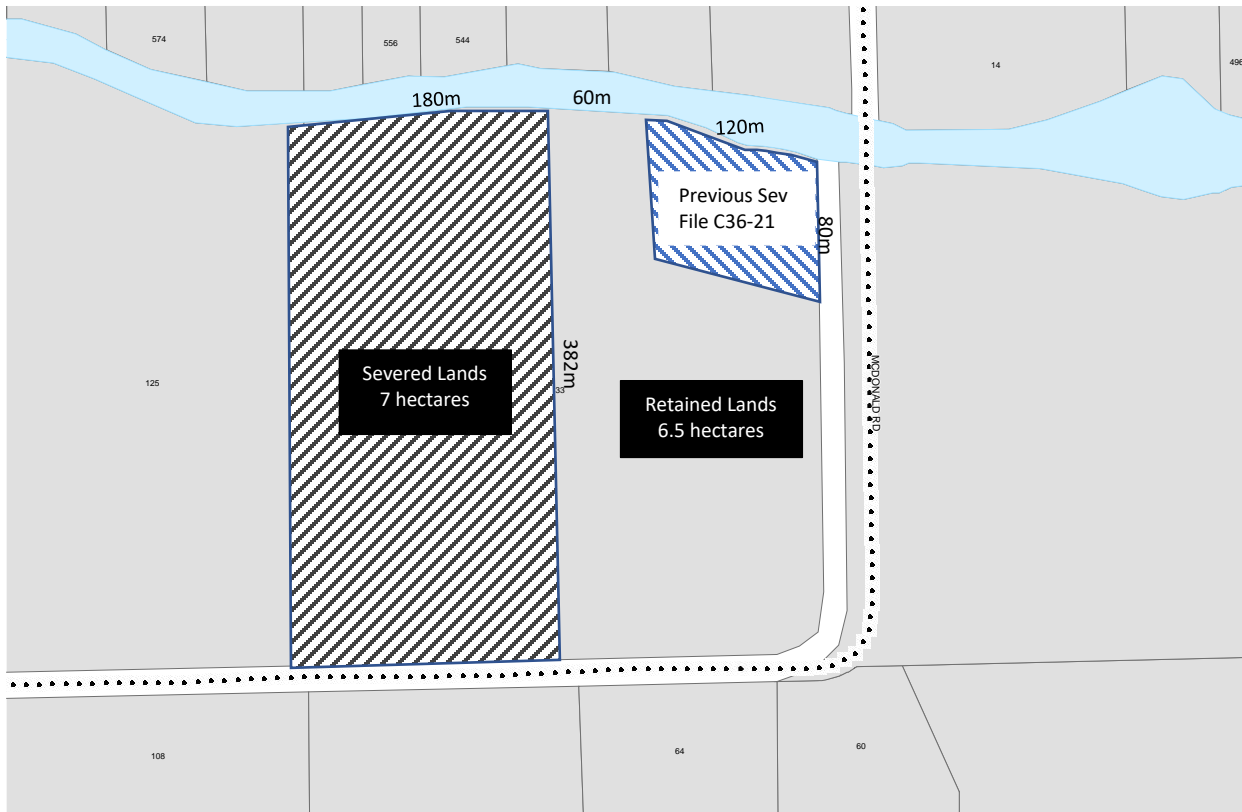 574
556
544
14
496
180m
60m
120m
Previous Sev
File C36-21
80m
382m
Severed Lands
7 hectares
125
33
Retained Lands
6.5 hectares
MCDONALD RD
108
64
60